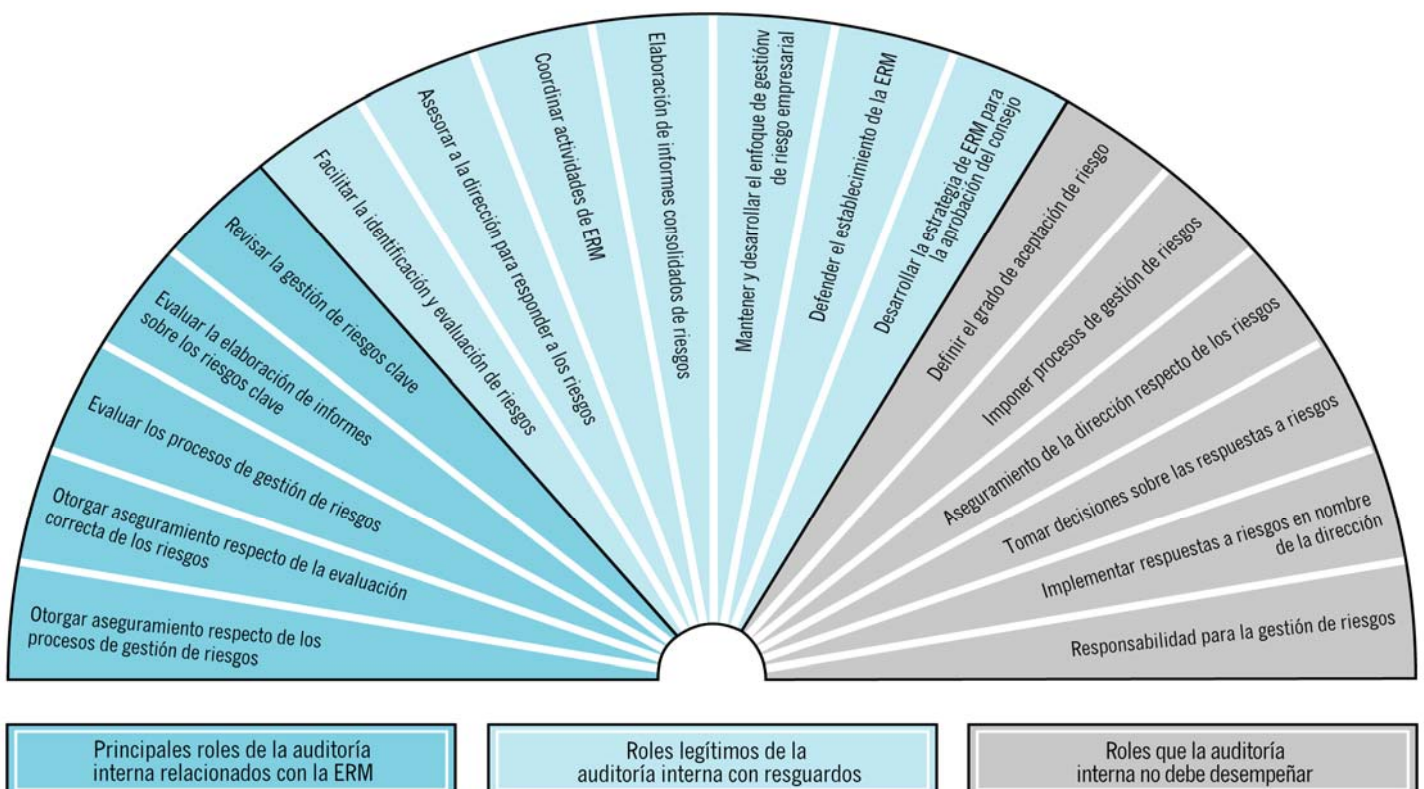 Otorgar aseguramiento respecto de los
procesos de gestión de riesgos
Otorgar aseguramiento respecto de la evaluación
correcta de los riesgos
Evaluar los procesos de gestión de riesgos
Evaluar la elaboración de informes
sobre los riesgos clave
Revisar la gestión de riesgos clave
Facilitar la identificación y evaluación de riesgos
Asesorar a la dirección para responder a los riesgos
Coordinar actividades de ERM
Elaboración de informes consolidados de riesgos
Mantener y desarrollar el enfoque de gestiónv
de riesgo empresarial
Defender el establecimiento de la ERM
Desarrollar la estrategia de ERM para
la aprobación del consejo
Definir el grado de aceptación de riesgo
Imponer procesos de gestión de riesgos
Aseguramiento de la dirección respecto de los riesgos
Tomar decisiones sobre las respuestas a riesgos
Implementar respuestas a riesgos en nombre
de la dirección
Responsabilidad para la gestión de riesgos
Principales roles de la auditoría
interna relacionados con la ERM
Roles legítimos de la
auditoría interna con resguardos
Roles que la auditoría
interna no debe desempeñar